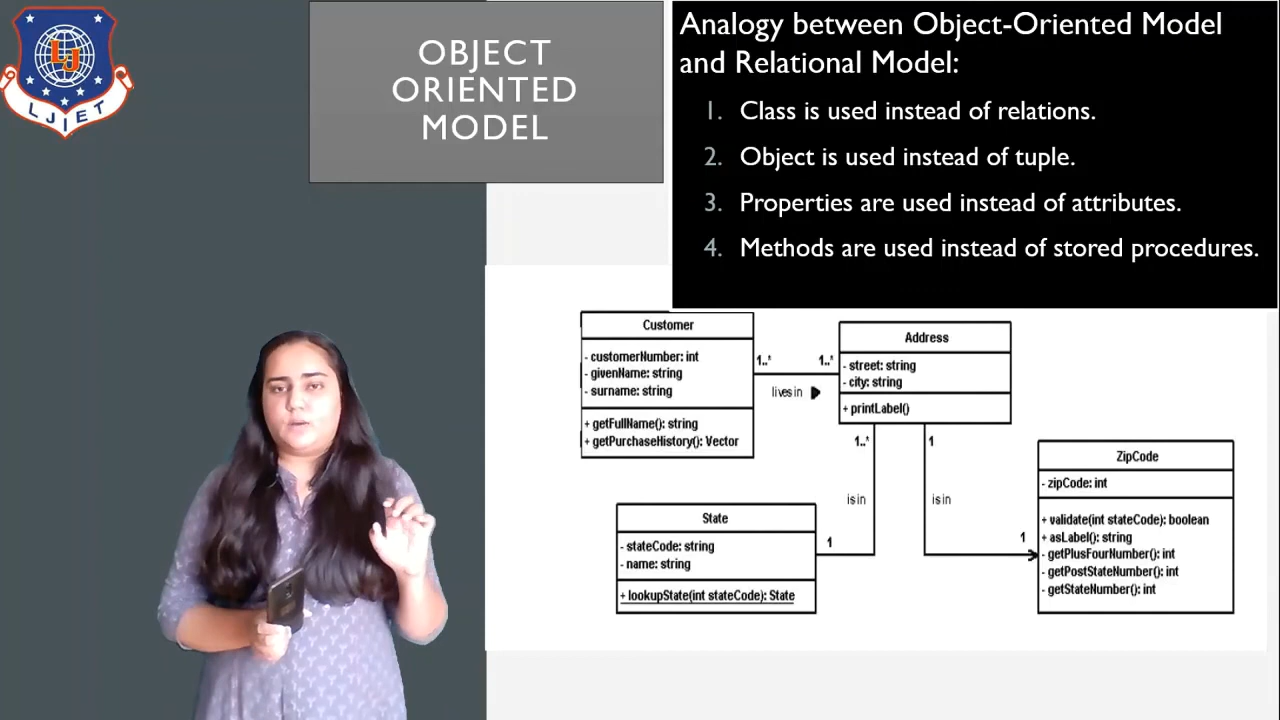 LJ
LJIET
OBJECT
ORIENTED
MODEL
Analogy between Object-Oriented Model
and Relational Model:
1. Class is used instead of relations.
2. Object is used instead of tuple.
3. Properties are used instead of attributes.
4. Methods are used instead of stored procedures.
Customer
- customerNumber: int
- givenName: string
- surname: string
+ getFullName(): string
+ getPurchaseHistory(): Vector
1..*
1..*
lives in
Address
- street: string
- city: string
+ printLabel()
1..*
1
is in
is in
1
1
State
- stateCode: string
- name: string
+ lookupState(int stateCode): State
ZipCode
- zipCode: int
+ validate(int stateCode): boolean
+ asLabel(): string
- getPlusFourNumber(): int
- getPostStateNumber(): int
- getStateNumber(): int